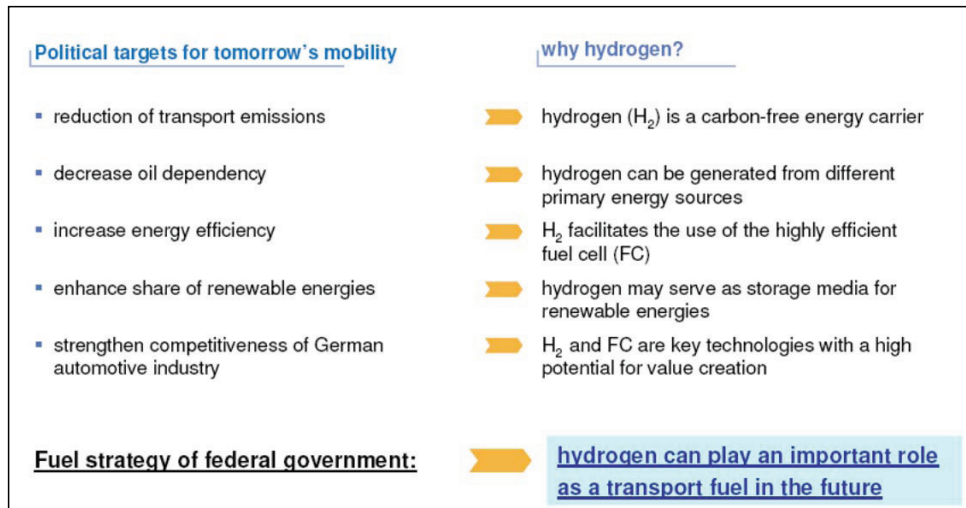 Political targets for tomorrow's mobility
why hydrogen?
▪ reduction of transport emissions
hydrogen (H₂) is a carbon-free energy carrier
▪ decrease oil dependency
hydrogen can be generated from different
primary energy sources
▪ increase energy efficiency
H₂ facilitates the use of the highly efficient
fuel cell (FC)
▪ enhance share of renewable energies
hydrogen may serve as storage media for
renewable energies
▪ strengthen competitiveness of German
automotive industry
H₂ and FC are key technologies with a high
potential for value creation
Fuel strategy of federal government:
hydrogen can play an important role
as a transport fuel in the future